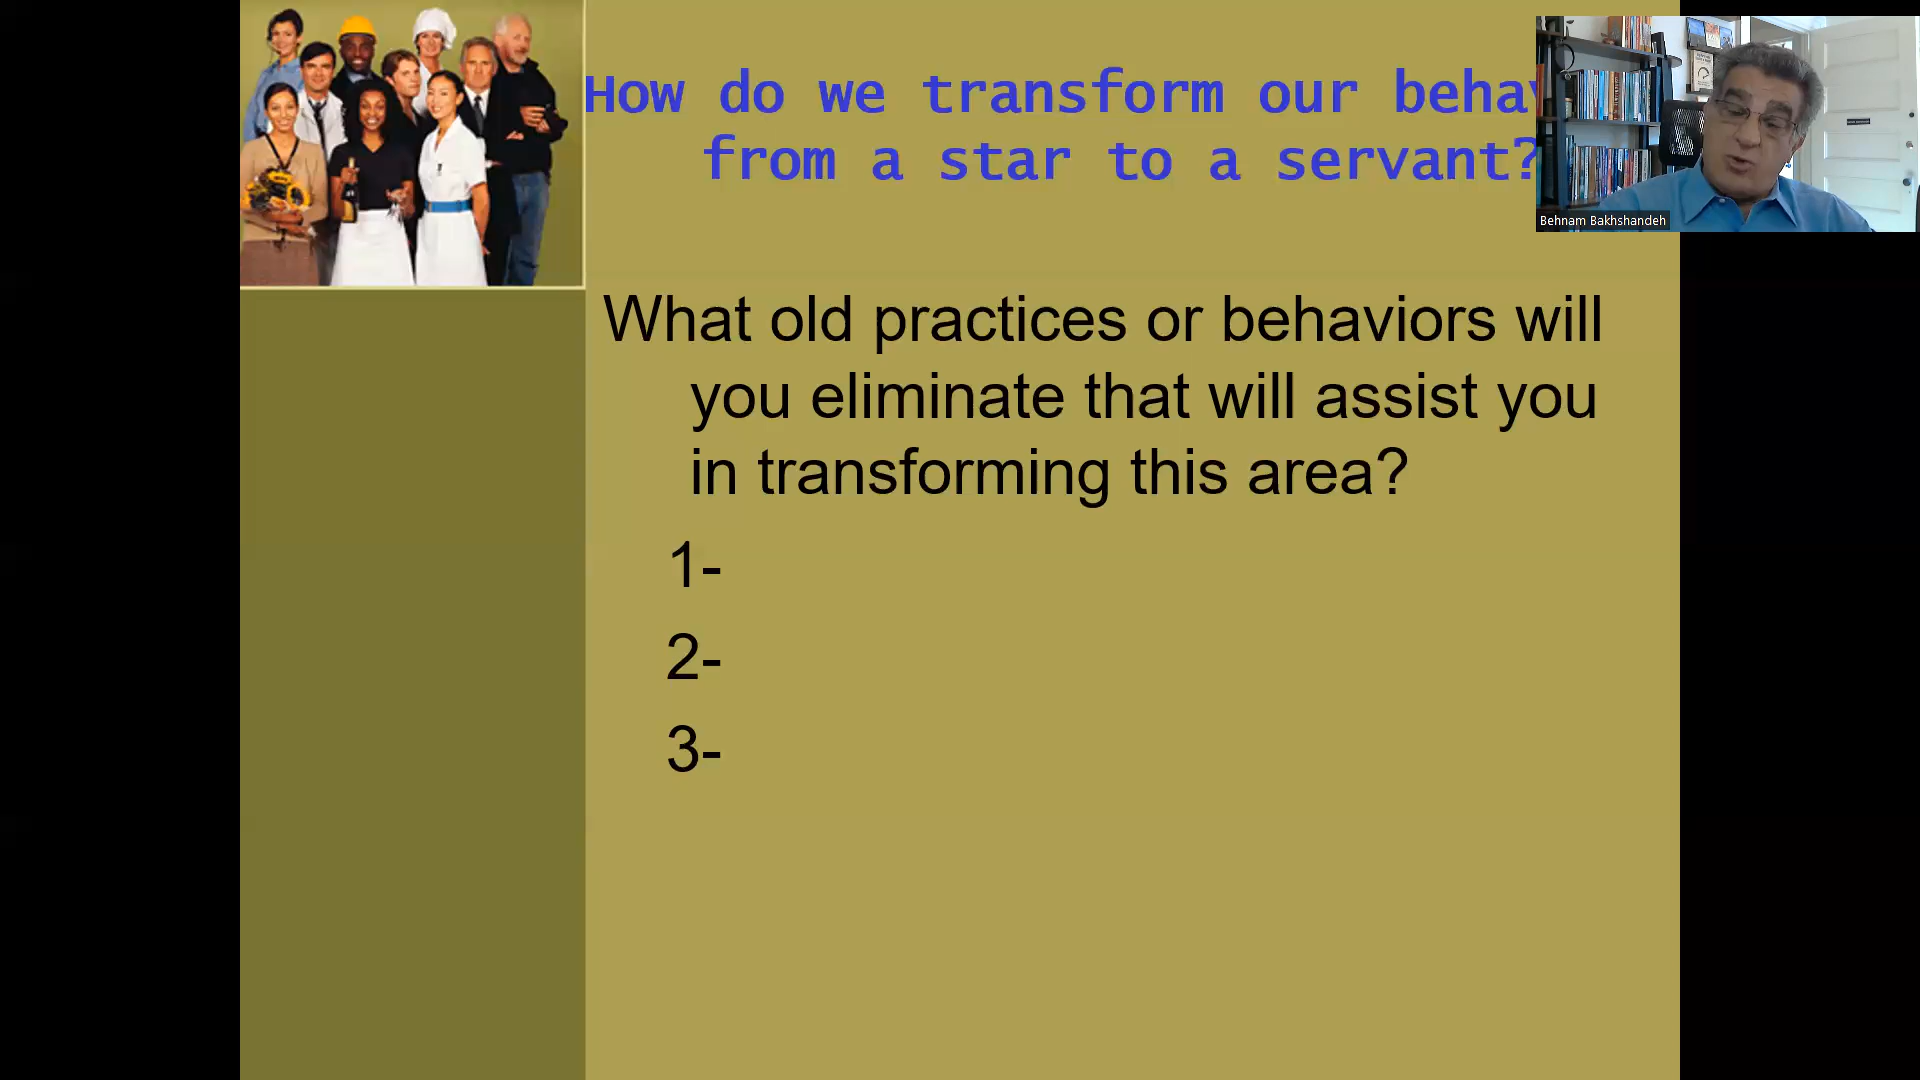 How do we transform our behav
from a star to a servant?
Behnam Bakhshandeh
What old practices or behaviors will
you eliminate that will assist you
in transforming this area?
1-
2-
3-